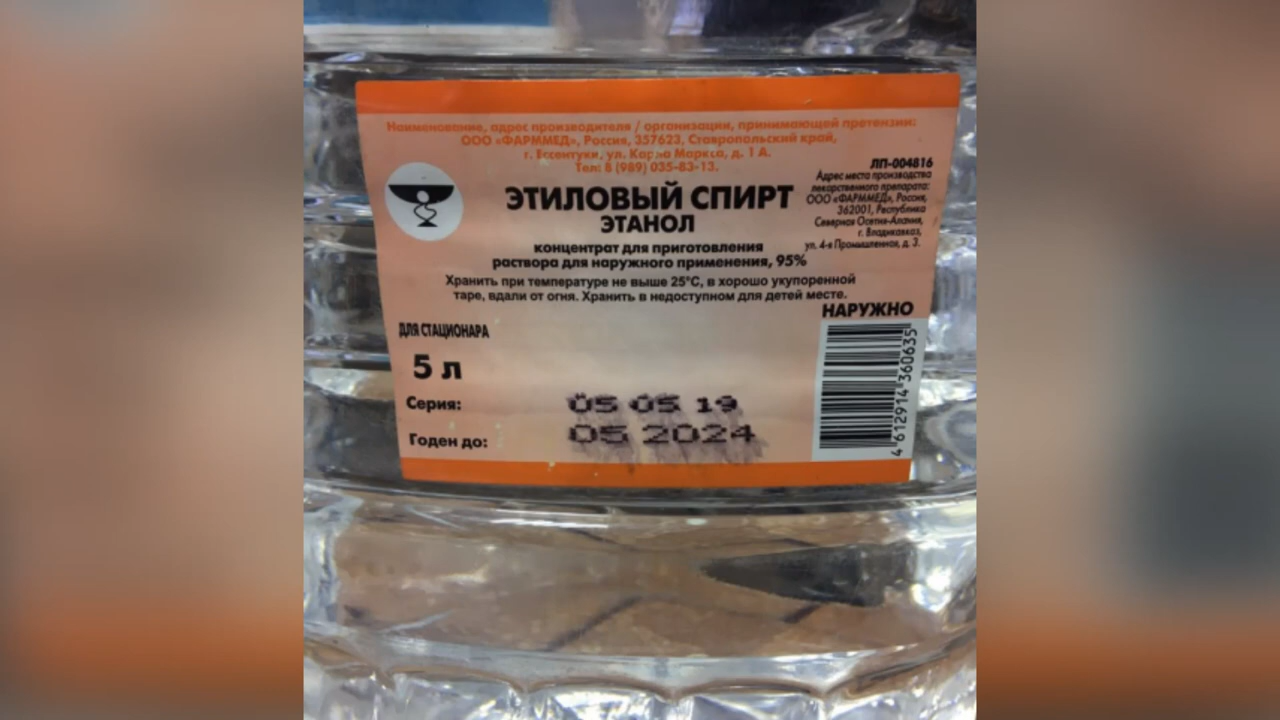 Наименование, адрес производителя / организации, принимающей претензии:
ООО «ФАРММЕД», Россия, 357623, Ставропольский край,
г. Ессентуки, ул. Карла Маркса, д. 1 А.
Тел: 8 (989) 035-83-13.
ЛП-004816
Адрес места производства
лекарственного препарата:
ООО «ФАРММЕД», Россия,
362001, Республика
Северная Осетия-Алания,
г. Владикавказ,
ул. 4-я Промышленная, д. 3.
ЭТИЛОВЫЙ СПИРТ
ЭТАНОЛ
концентрат для приготовления
раствора для наружного применения, 95%
Хранить при температуре не выше 25°С, в хорошо укупоренной
таре, вдали от огня. Хранить в недоступном для детей месте.
НАРУЖНО
ДЛЯ СТАЦИОНАРА
5 л
Серия: 05 05 19
Годен до: 05 2024
4 612914 360635